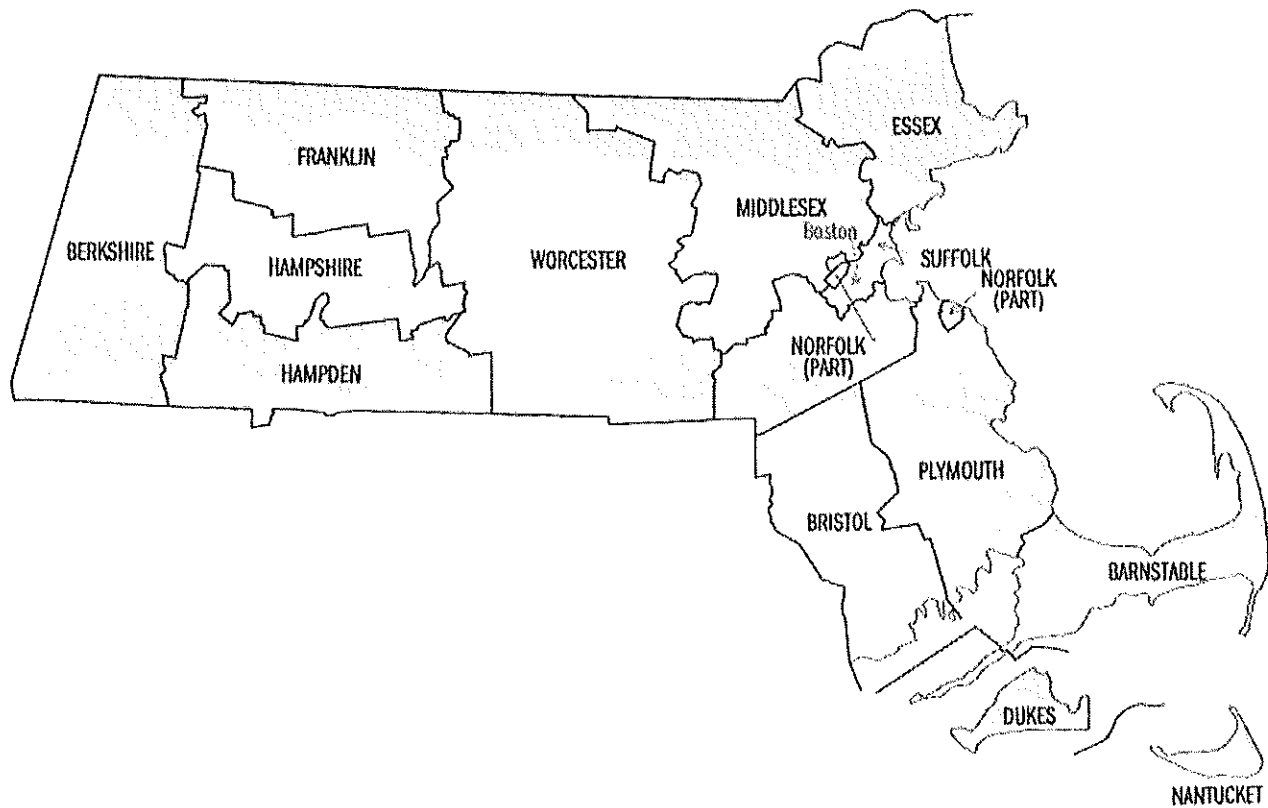 ESSEX
FRANKLIN
MIDDLESEX
Boston
BERKSHIRE
HAMPSHIRE
WORCESTER
SUFFOLK
NORFOLK
(PART)
NORFOLK
(PART)
HAMPDEN
PLYMOUTH
BRISTOL
BARNSTABLE
DUKES
NANTUCKET